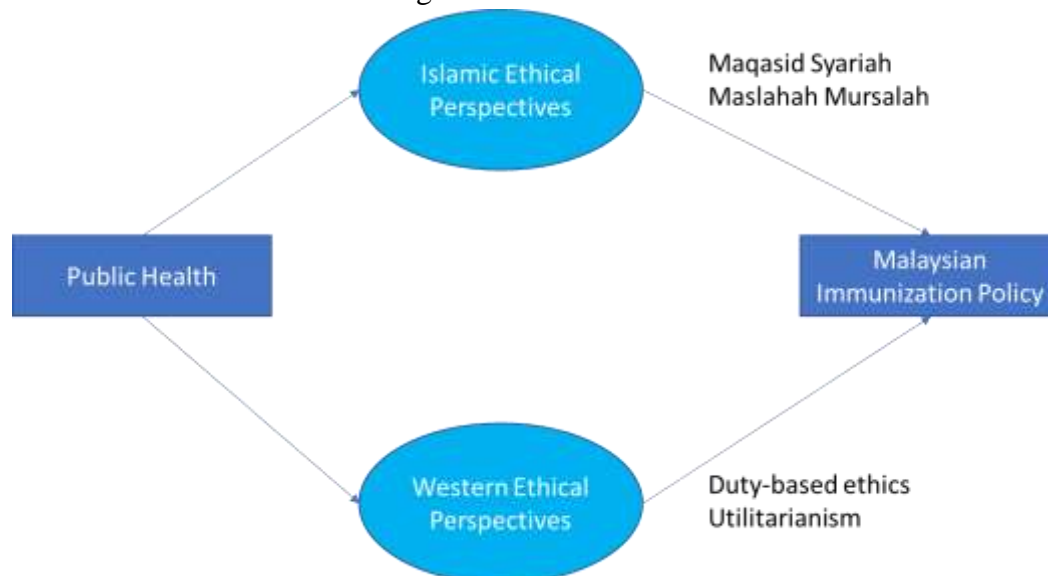 Islamic Ethical
Perspectives
Maqasid Syariah
Maslahah Mursalah
Public Health
Malaysian
Immunization Policy
Western Ethical
Perspectives
Duty-based ethics
Utilitarianism